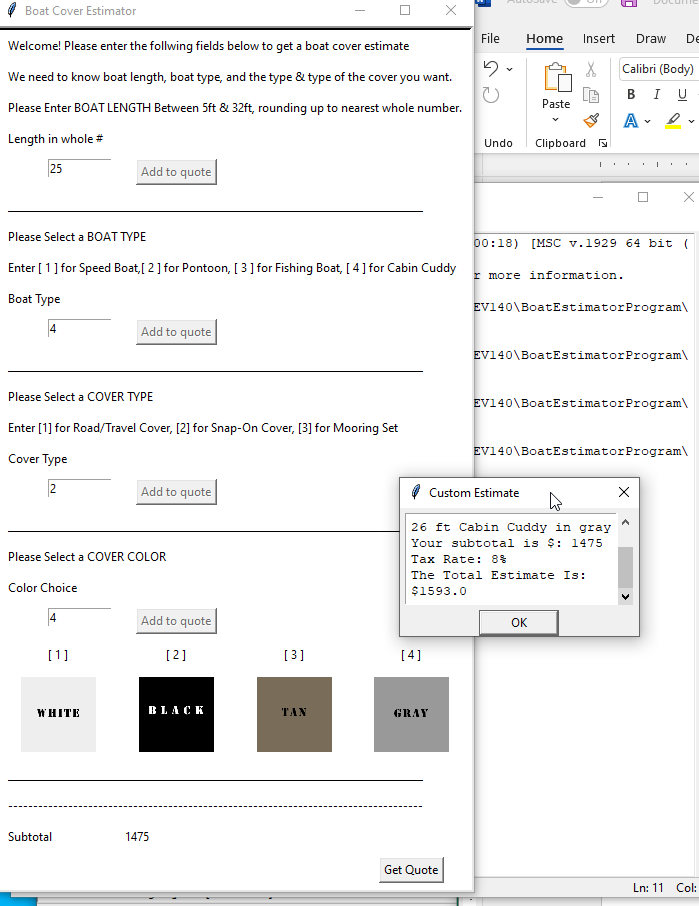 Boat Cover Estimator
Welcome! Please enter the follwing fields below to get a boat cover estimate
We need to know boat length, boat type, and the type & type of the cover you want.
Please Enter BOAT LENGTH Between 5ft & 32ft, rounding up to nearest whole number.
Length in whole #
25
Add to quote
Please Select a BOAT TYPE
Enter [ 1 ] for Speed Boat,[ 2 ] for Pontoon, [ 3 ] for Fishing Boat, [ 4 ] for Cabin Cuddy
Boat Type
4
Add to quote
Please Select a COVER TYPE
Enter [1] for Road/Travel Cover, [2] for Snap-On Cover, [3] for Mooring Set
Cover Type
2
Add to quote
Please Select a COVER COLOR
Color Choice
4
Add to quote
[ 1 ] [ 2 ] [ 3 ] [ 4 ]
WHITE BLACK TAN GRAY
--------------------------------------------------------------------------------
Subtotal 1475
Get Quote
AutoSave Off
File Home Insert Draw
Paste
Calibri (Body)
B I U
A
Undo Clipboard
00:18) [MSC v.1929 64 bit (
r more information.
EV140\BoatEstimatorProgram\
EV140\BoatEstimatorProgram\
EV140\BoatEstimatorProgram\
EV140\BoatEstimatorProgram\
Custom Estimate
26 ft Cabin Cuddy in gray
Your subtotal is $: 1475
Tax Rate: 8%
The Total Estimate Is:
$1593.0
OK
Ln: 11 Col: